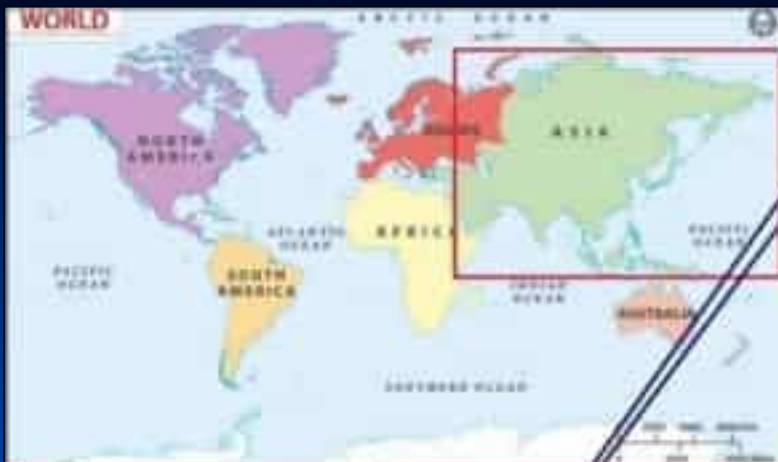 WORLD
ARCTIC OCEAN
NORTH
AMERICA
EUROPE
ASIA
ATLANTIC
OCEAN
AFRICA
PACIFIC
OCEAN
PACIFIC
OCEAN
SOUTH
AMERICA
INDIAN
OCEAN
AUSTRALIA
SOUTHERN OCEAN